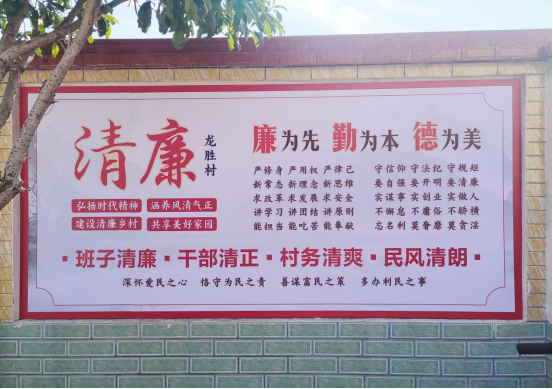 清廉
龙胜村
弘扬时代精神 涵养风清气正
建设清廉乡村 共享美好家园
廉为先 勤为本 德为美
严修身 严用权 严律己
新常态 新理念 新思维
求改革 求发展 求安全
讲学习 讲团结 讲原则
能担当 能吃苦 能奉献
守信仰 守法纪 守规矩
要自强 要开明 要清廉
实谋事 实创业 实做人
不懈怠 不庸俗 不骄横
忘名利 莫奢靡 莫贪淫
·班子清廉·干部清正·村务清爽·民风清朗·
深怀爱民之心 恪守为民之责 善谋富民之策 多办利民之事